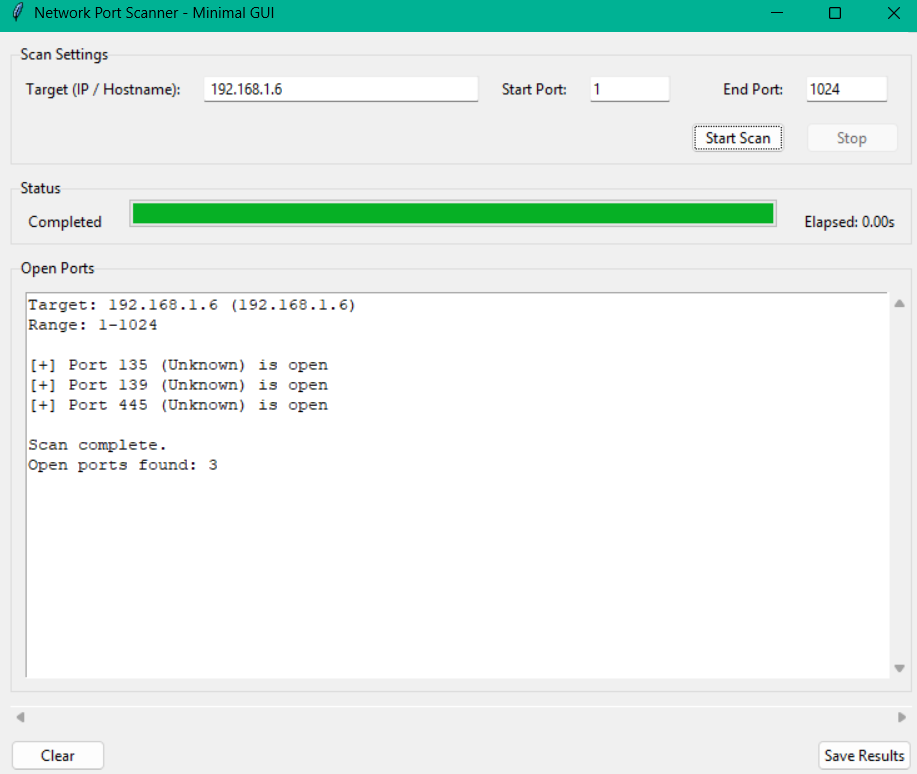 Network Port Scanner - Minimal GUI
Scan Settings
Target (IP / Hostname): 192.168.1.6 Start Port: 1 End Port: 1024
Start Scan Stop
Status
Completed Elapsed: 0.00s
Open Ports
Target: 192.168.1.6 (192.168.1.6)
Range: 1-1024
[+] Port 135 (Unknown) is open
[+] Port 139 (Unknown) is open
[+] Port 445 (Unknown) is open
Scan complete.
Open ports found: 3
Clear Save Results